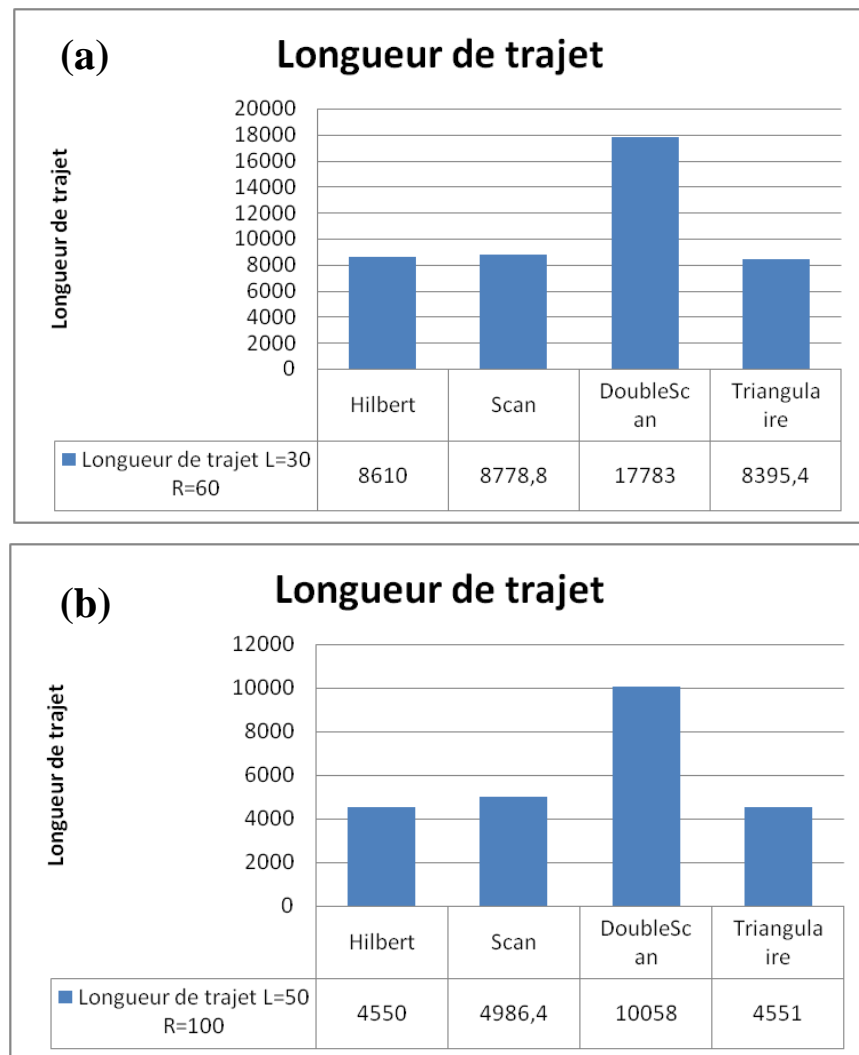 (a)
Longueur de trajet
Longueur de trajet
20000
18000
16000
14000
12000
10000
8000
6000
4000
2000
0
Hilbert
Scan
DoubleSc
an
Triangula
ire
Longueur de trajet L=30
R=60
8610
8778,8
17783
8395,4
(b)
Longueur de trajet
Longueur de trajet
12000
10000
8000
6000
4000
2000
0
Hilbert
Scan
DoubleSc
an
Triangula
ire
Longueur de trajet L=50
R=100
4550
4986,4
10058
4551